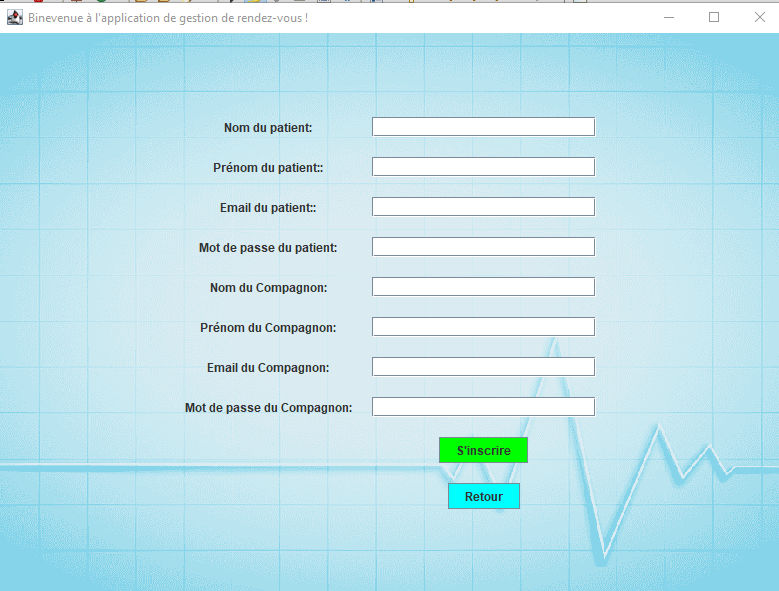 Binevenue à l'application de gestion de rendez-vous !
Nom du patient:
Prénom du patient::
Email du patient::
Mot de passe du patient:
Nom du Compagnon:
Prénom du Compagnon:
Email du Compagnon:
Mot de passe du Compagnon:
S'inscrire
Retour